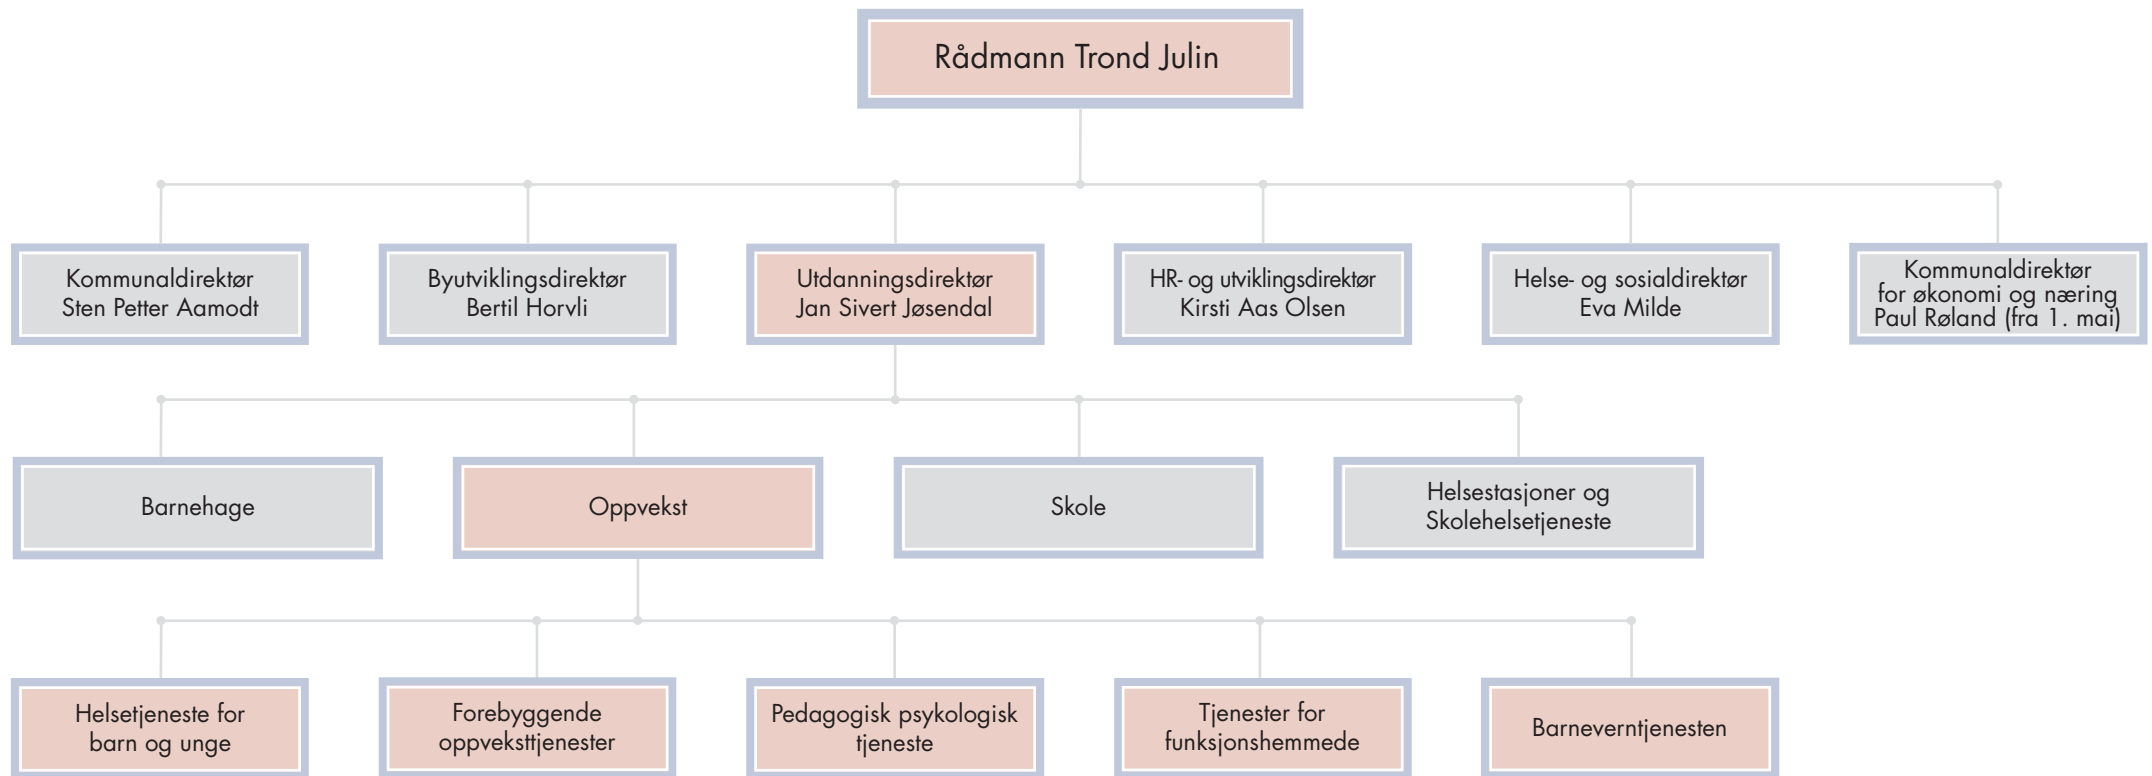 Rådmann Trond Julin
Kommunaldirektør
Sten Petter Aamodt
Byutviklingsdirektør
Bertil Horvli
Utdanningsdirektør
Jan Sivert Jøsendal
HR- og utviklingsdirektør
Kirsti Aas Olsen
Helse- og sosialdirektør
Eva Milde
Kommunaldirektør
for økonomi og næring
Paul Røland (fra 1. mai)
Barnehage
Oppvekst
Skole
Helsestasjoner og
Skolehelsetjeneste
Helsetjeneste for
barn og unge
Forebyggende
oppveksttjenester
Pedagogisk psykologisk
tjeneste
Tjenester for
funksjonshemmede
Barneverntjenesten